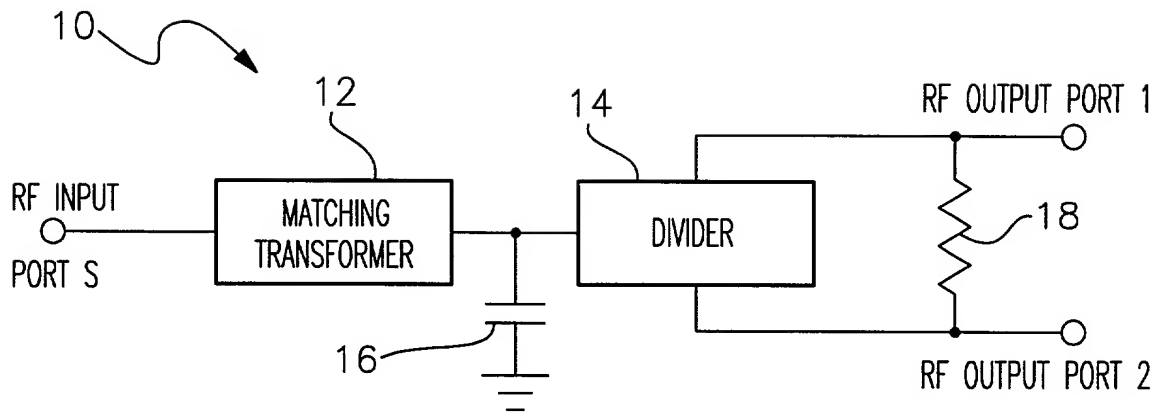 10
12
14
RF OUTPUT PORT 1
RF INPUT
PORT S
MATCHING
TRANSFORMER
DIVIDER
18
16
RF OUTPUT PORT 2